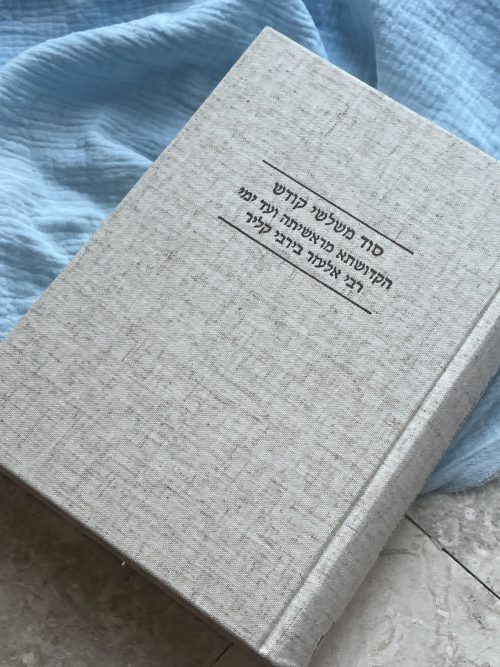 סוד משלשי קודש
הקדושתא מראשיתה ועד ימי
רבי אלעזר בירבי קליר